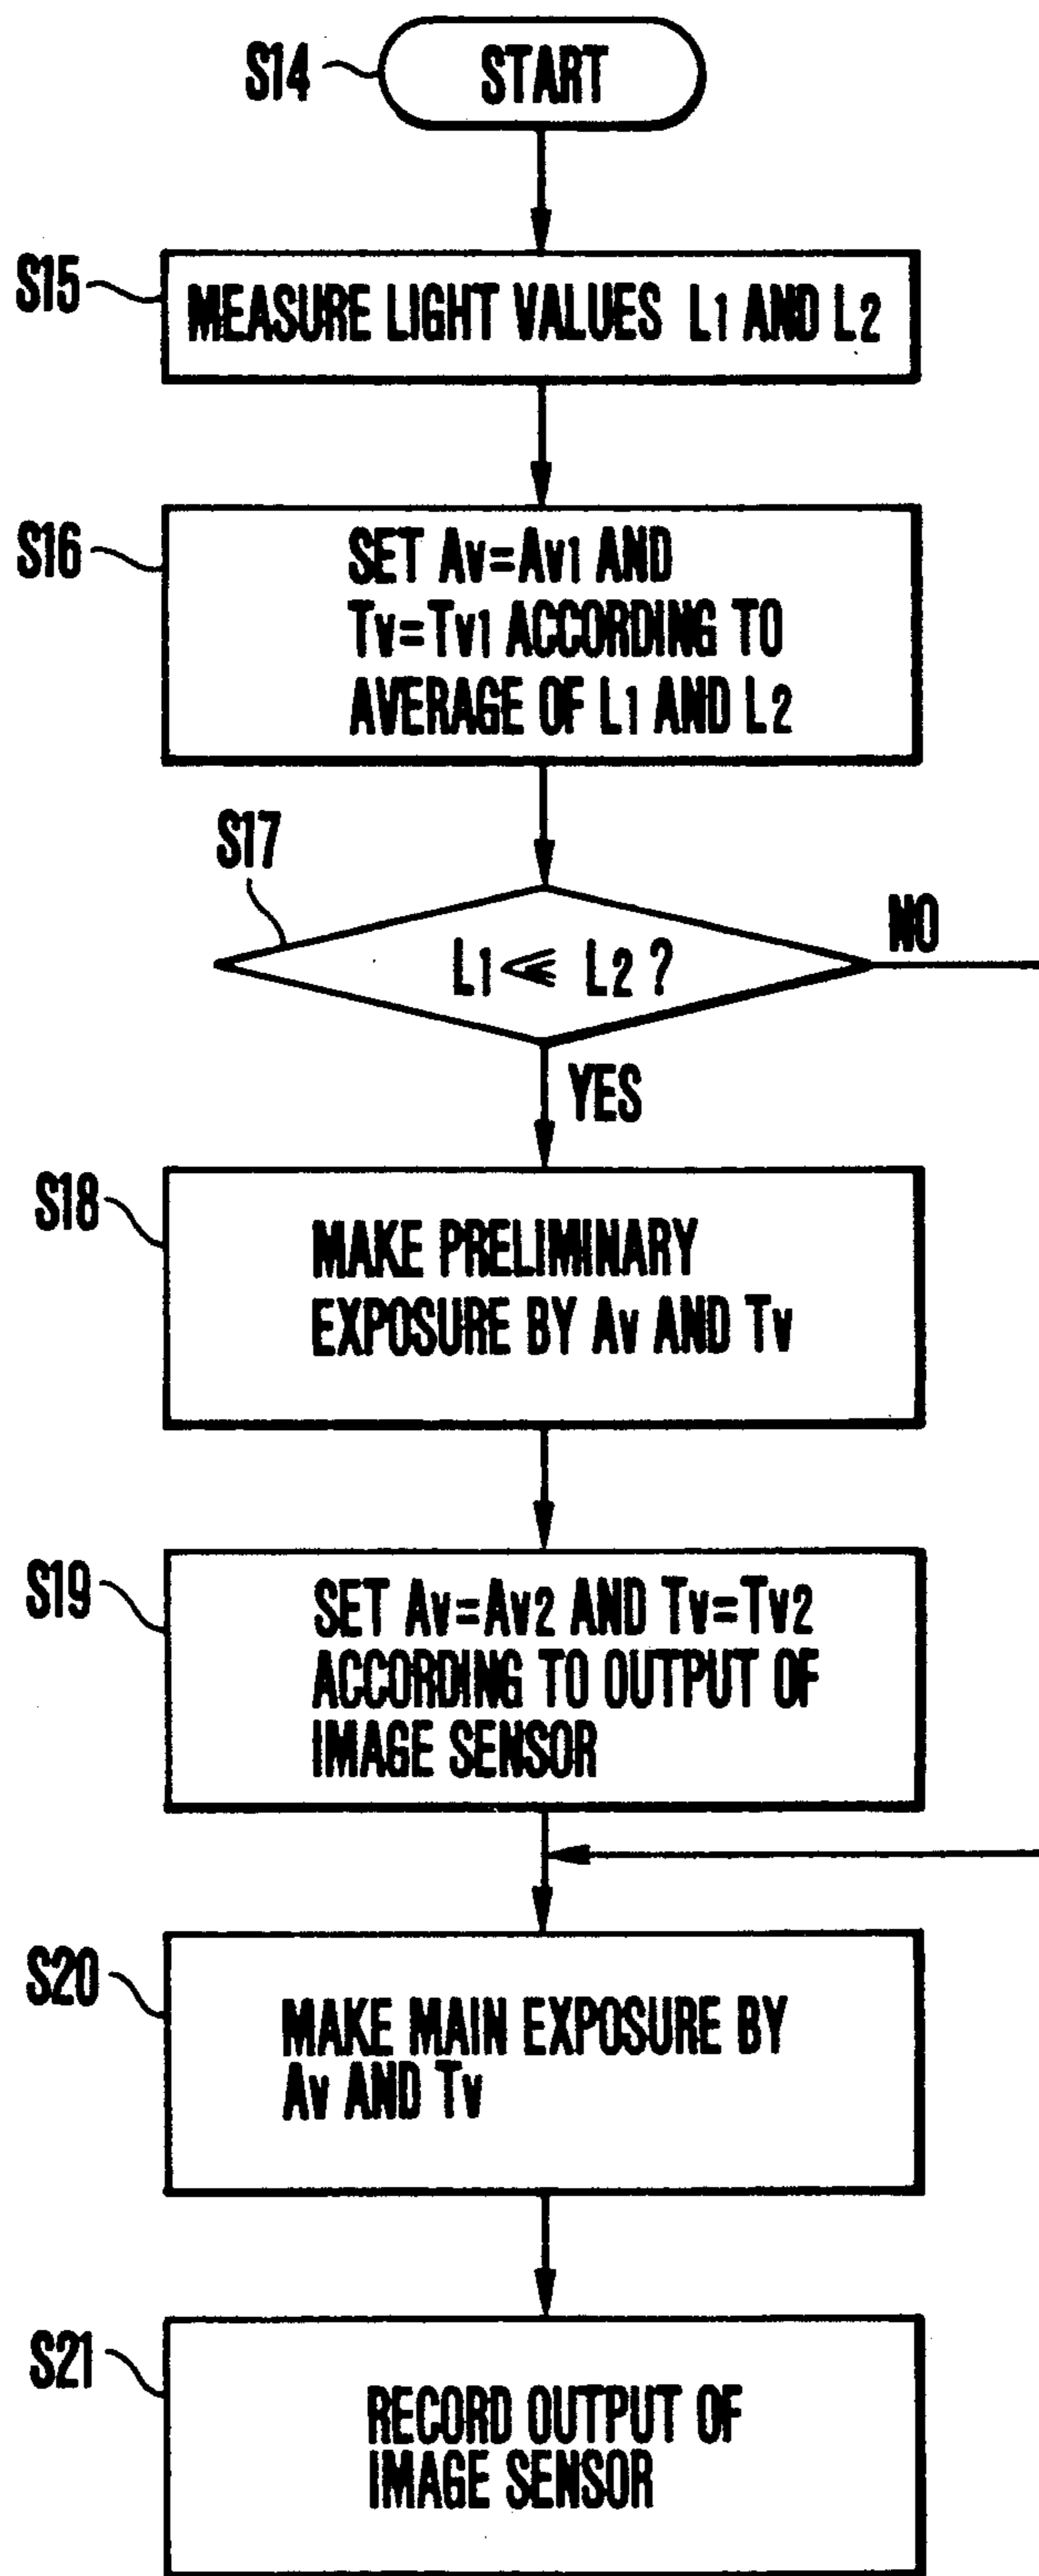 S14
START
S15
MEASURE LIGHT VALUES L1 AND L2
S16
SET Av=Av1 AND
Tv=Tv1 ACCORDING TO
AVERAGE OF L1 AND L2
S17
L1 ≪ L2 ?
NO
YES
S18
MAKE PRELIMINARY
EXPOSURE BY Av AND Tv
S19
SET Av=Av2 AND Tv=Tv2
ACCORDING TO OUTPUT OF
IMAGE SENSOR
S20
MAKE MAIN EXPOSURE BY
Av AND Tv
S21
RECORD OUTPUT OF
IMAGE SENSOR